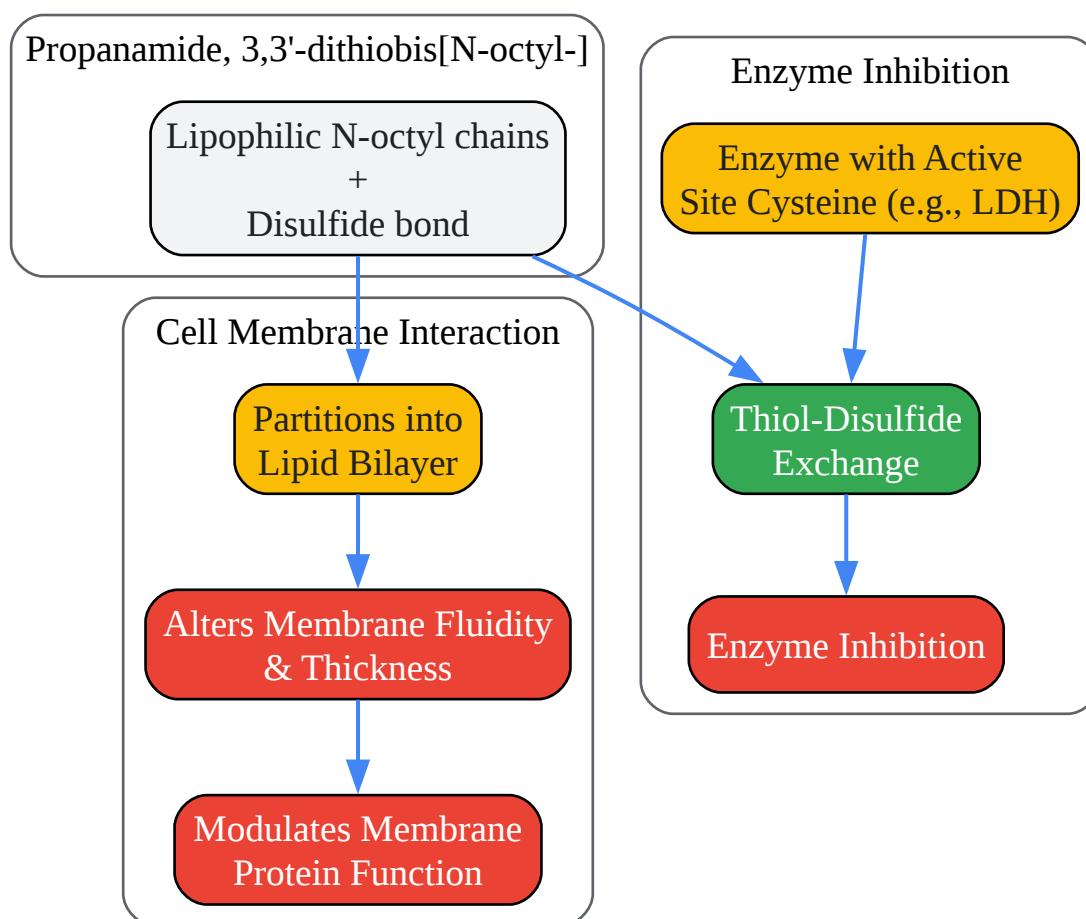 Propanamide, 3,3'-dithiobis[N-octyl-]
Lipophilic N-octyl chains
+
Disulfide bond
Cell Membrane Interaction
Partitions into
Lipid Bilayer
Alters Membrane Fluidity
& Thickness
Modulates Membrane
Protein Function
Enzyme Inhibition
Enzyme with Active
Site Cysteine (e.g., LDH)
Thiol-Disulfide
Exchange
Enzyme Inhibition